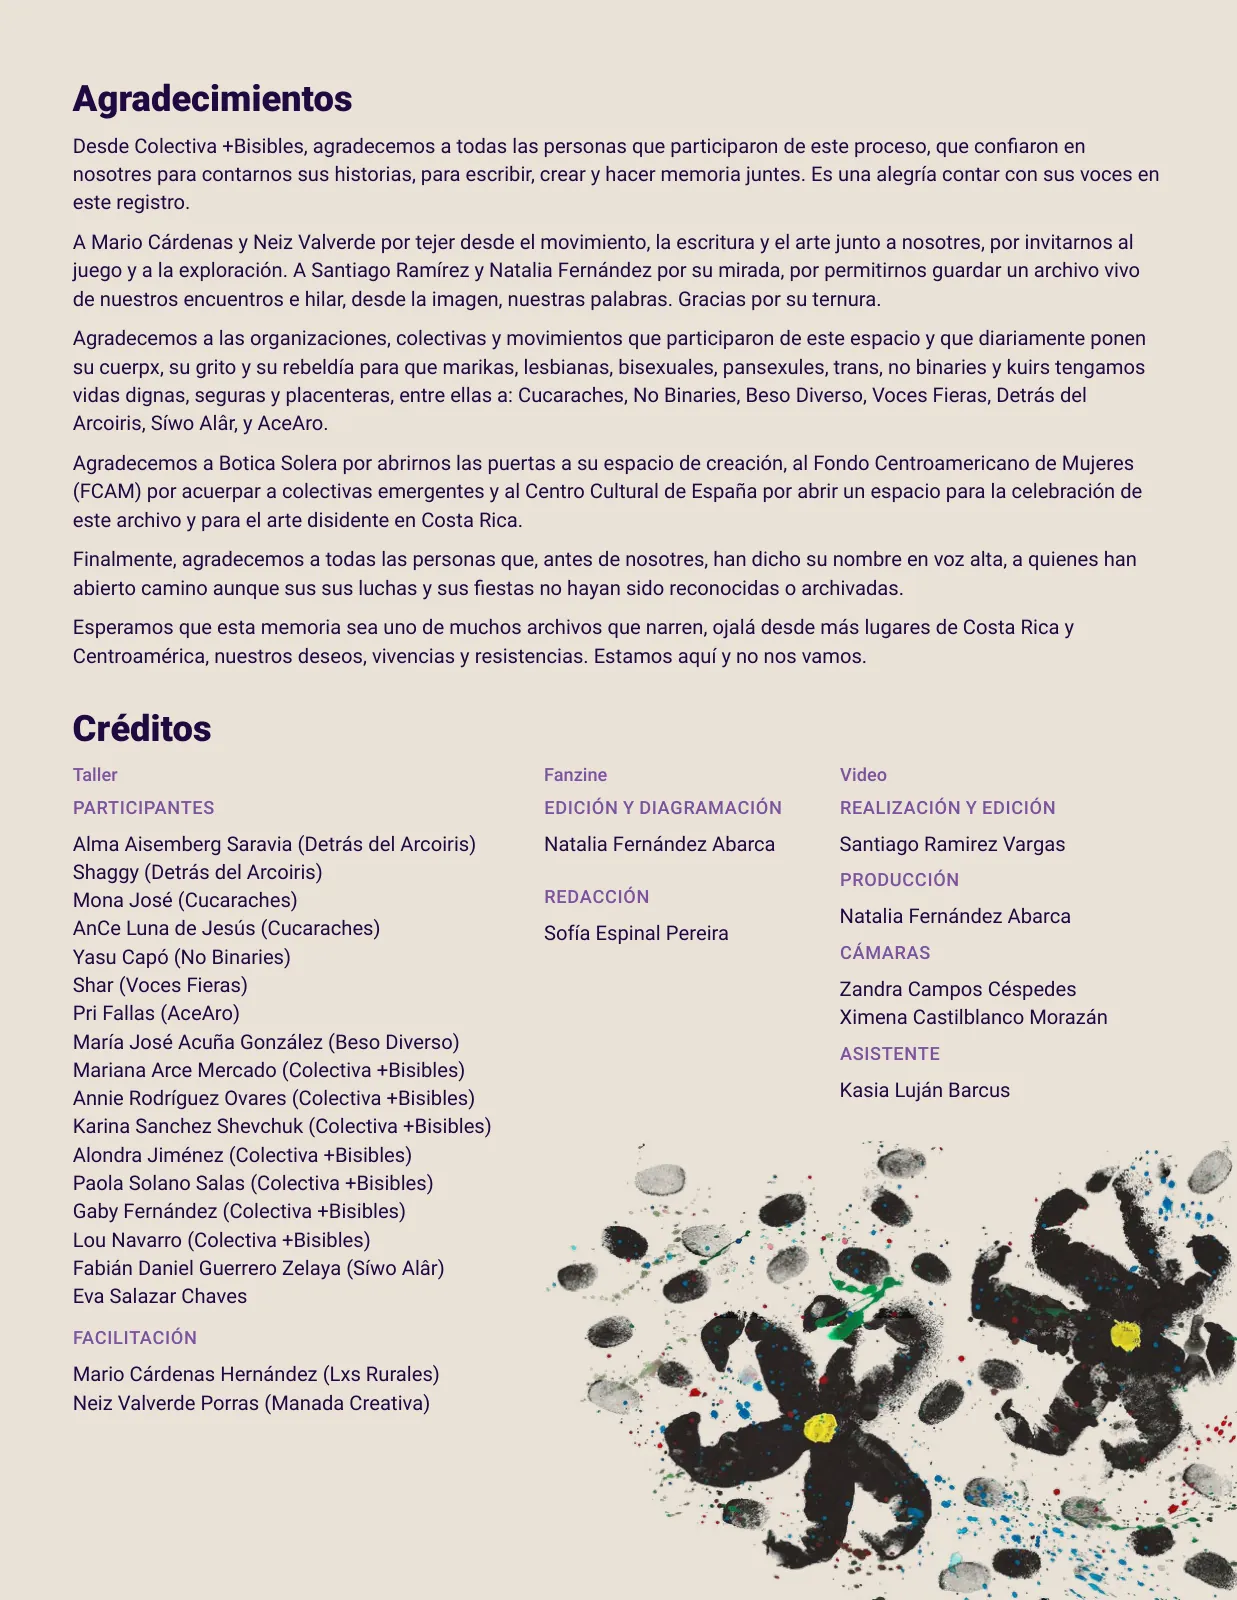 Agradecimientos
Desde Colectiva +Bisibles, agradecemos a todas las personas que participaron de este proceso, que confiaron en
nosotres para contarnos sus historias, para escribir, crear y hacer memoria juntes. Es una alegría contar con sus voces en
este registro.
A Mario Cárdenas y Neiz Valverde por tejer desde el movimiento, la escritura y el arte junto a nosotres, por invitarnos al
juego y a la exploración. A Santiago Ramírez y Natalia Fernández por su mirada, por permitirnos guardar un archivo vivo
de nuestros encuentros e hilar, desde la imagen, nuestras palabras. Gracias por su ternura.
Agradecemos a las organizaciones, colectivas y movimientos que participaron de este espacio y que diariamente ponen
su cuerpx, su grito y su rebeldía para que marikas, lesbianas, bisexuales, pansexules, trans, no binaries y kuirs tengamos
vidas dignas, seguras y placenteras, entre ellas a: Cucaraches, No Binaries, Beso Diverso, Voces Fieras, Detrás del
Arcoiris, Síwo Alâr, y AceAro.
Agradecemos a Botica Solera por abrirnos las puertas a su espacio de creación, al Fondo Centroamericano de Mujeres
(FCAM) por acuerpar a colectivas emergentes y al Centro Cultural de España por abrir un espacio para la celebración de
este archivo y para el arte disidente en Costa Rica.
Finalmente, agradecemos a todas las personas que, antes de nosotres, han dicho su nombre en voz alta, a quienes han
abierto camino aunque sus sus luchas y sus fiestas no hayan sido reconocidas o archivadas.
Esperamos que esta memoria sea uno de muchos archivos que narren, ojalá desde más lugares de Costa Rica y
Centroamérica, nuestros deseos, vivencias y resistencias. Estamos aquí y no nos vamos.
Créditos
Taller
PARTICIPANTES
Alma Aisemberg Saravia (Detrás del Arcoiris)
Shaggy (Detrás del Arcoiris)
Mona José (Cucaraches)
AnCe Luna de Jesús (Cucaraches)
Yasu Capó (No Binaries)
Shar (Voces Fieras)
Pri Fallas (AceAro)
María José Acuña González (Beso Diverso)
Mariana Arce Mercado (Colectiva +Bisibles)
Annie Rodríguez Ovares (Colectiva +Bisibles)
Karina Sanchez Shevchuk (Colectiva +Bisibles)
Alondra Jiménez (Colectiva +Bisibles)
Paola Solano Salas (Colectiva +Bisibles)
Gaby Fernández (Colectiva +Bisibles)
Lou Navarro (Colectiva +Bisibles)
Fabián Daniel Guerrero Zelaya (Síwo Alâr)
Eva Salazar Chaves
FACILITACIÓN
Mario Cárdenas Hernández (Lxs Rurales)
Neiz Valverde Porras (Manada Creativa)
Fanzine
EDICIÓN Y DIAGRAMACIÓN
Natalia Fernández Abarca
REDACCIÓN
Sofía Espinal Pereira
Video
REALIZACIÓN Y EDICIÓN
Santiago Ramirez Vargas
PRODUCCIÓN
Natalia Fernández Abarca
CÁMARAS
Zandra Campos Céspedes
Ximena Castilblanco Morazán
ASISTENTE
Kasia Luján Barcus